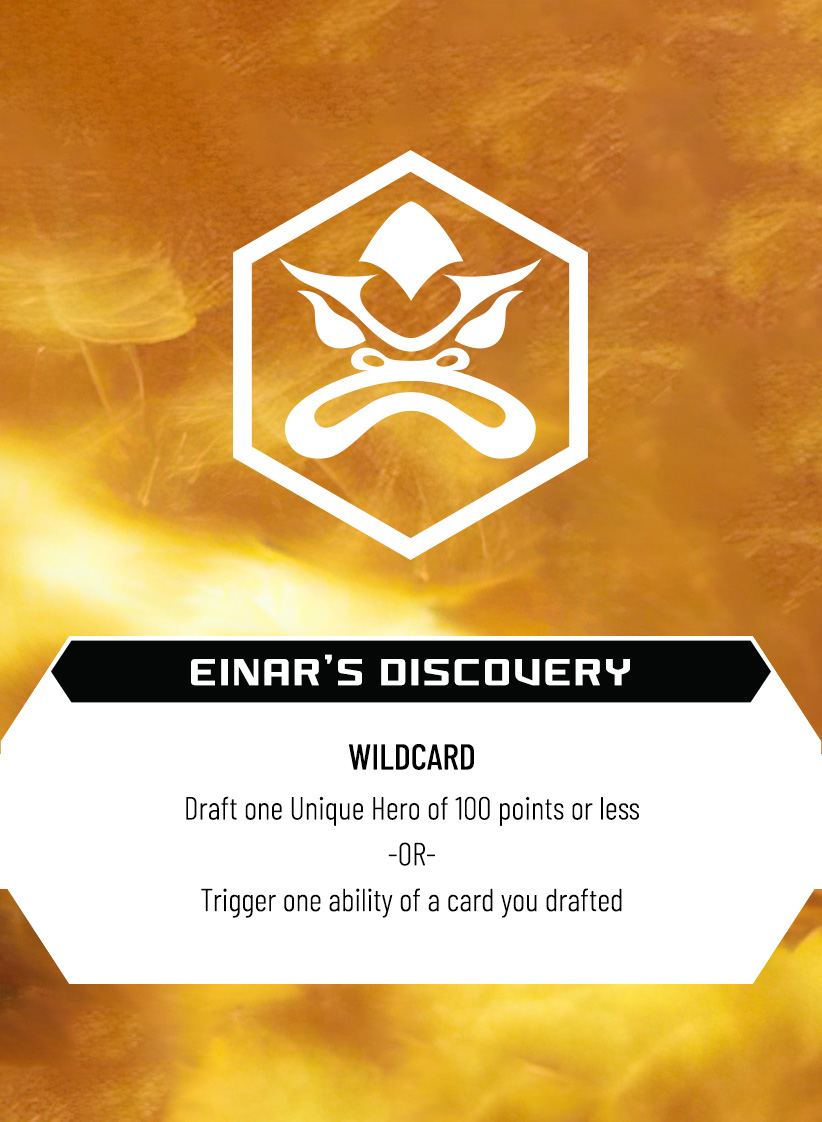 EINAR'S DISCOVERY
WILDCARD
Draft one Unique Hero of 100 points or less
-OR-
Trigger one ability of a card you drafted